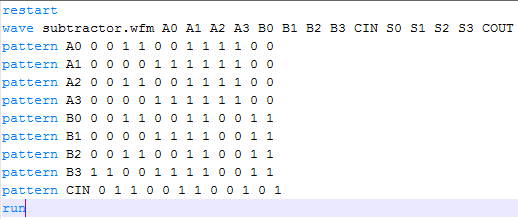 restart
wave subtractor.wfm A0 A1 A2 A3 B0 B1 B2 B3 CIN S0 S1 S2 S3 COUT
pattern A0 0 0 1 1 0 0 1 1 1 1 0 0
pattern A1 0 0 0 0 1 1 1 1 1 1 0 0
pattern A2 0 0 1 1 0 0 1 1 1 1 0 0
pattern A3 0 0 0 0 1 1 1 1 1 1 0 0
pattern B0 0 0 1 1 0 0 1 1 0 0 1 1
pattern B1 0 0 0 0 1 1 1 1 0 0 1 1
pattern B2 0 0 1 1 0 0 1 1 0 0 1 1
pattern B3 1 1 0 0 1 1 1 1 0 0 1 1
pattern CIN 0 1 1 0 0 1 1 0 0 1 0 1
run